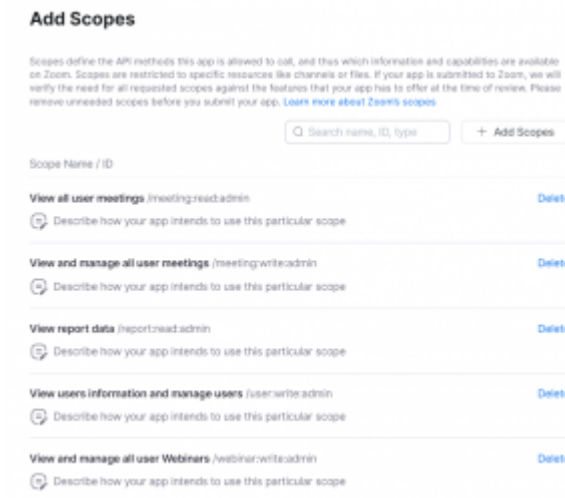 Add Scopes
Scopes define the API methods this app is allowed to call, and thus which information and capabilities are available
on Zoom. Scopes are restricted to specific resources like channels or files. If your app is submitted to Zoom, we will
verify the need for all requested scopes against the features that your app has to offer at the time of review. Please
remove unneeded scopes before you submit your app. Learn more about Zoom's scopes
Search name, ID, type
+ Add Scopes
Scope Name / ID
View all user meetings /meeting:read:admin
Delet
Describe how your app intends to use this particular scope
View and manage all user meetings /meeting:write:admin
Delet
Describe how your app intends to use this particular scope
View report data /report:read:admin
Delet
Describe how your app intends to use this particular scope
View users information and manage users /user:write:admin
Delet
Describe how your app intends to use this particular scope
View and manage all user Webinars /webinar:write:admin
Delet
Describe how your app intends to use this particular scope